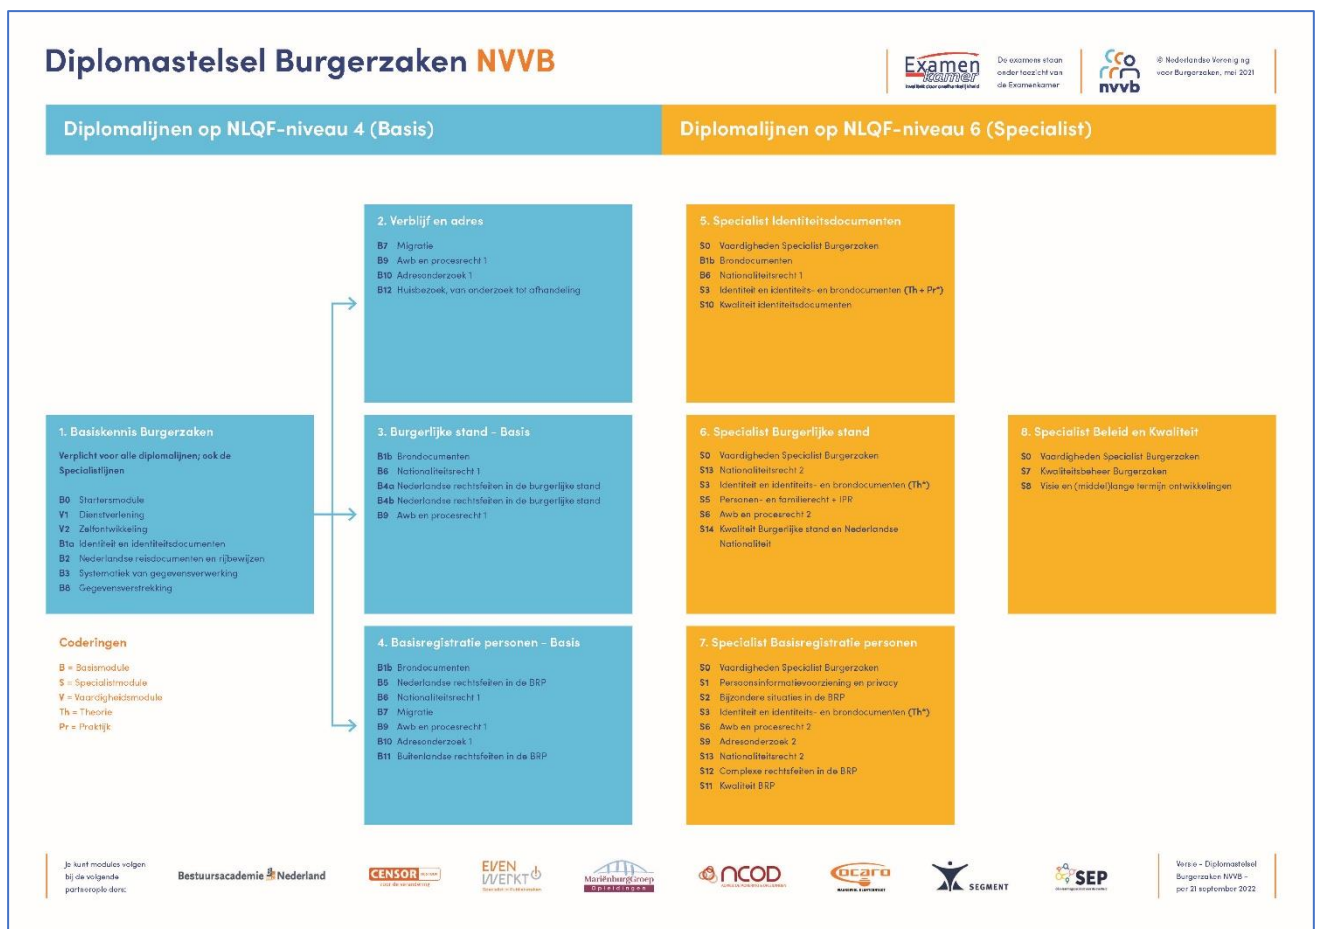 Diplomastelsel Burgerzaken NVVB
Examen
kamer
De examens staan
onder toezicht van
de Examenkamer
nvvb
© Nederlandse Vereniging
voor Burgerzaken, mei 2021
Diplomalijnen op NLQF-niveau 4 (Basis)
Diplomalijnen op NLQF-niveau 6 (Specialist)
2. Verblijf en adres
B7 Migratie
B9 Awb en procesrecht 1
B10 Adresonderzoek 1
B12 Huisbezoek, van onderzoek tot afhandeling
5. Specialist Identiteitsdocumenten
S0 Vaardigheden Specialist Burgerzaken
B1b Brondocumenten
B6 Nationaliteitsrecht 1
S3 Identiteit en identiteits- en brondocumenten (Th + Pr*)
S10 Kwaliteit identiteitsdocumenten
1. Basiskennis Burgerzaken
Verplicht voor alle diplomalijnen; ook de
Specialistlijnen
B0 Startersmodule
V1 Dienstverlening
V2 Zelfontwikkeling
B1a Identiteit en identiteitsdocumenten
B2 Nederlandse reisdocumenten en rijbewijzen
B3 Systematiek van gegevensverwerking
B8 Gegevensverstrekking
3. Burgerlijke stand - Basis
B1b Brondocumenten
B6 Nationaliteitsrecht 1
B4a Nederlandse rechtsfeiten in de burgerlijke stand
B4b Nederlandse rechtsfeiten in de burgerlijke stand
B9 Awb en procesrecht 1
6. Specialist Burgerlijke stand
S0 Vaardigheden Specialist Burgerzaken
S13 Nationaliteitsrecht 2
S3 Identiteit en identiteits- en brondocumenten (Th*)
S5 Personen- en familierecht + IPR
S6 Awb en procesrecht 2
S14 Kwaliteit Burgerlijke stand en Nederlandse
Nationaliteit
8. Specialist Beleid en Kwaliteit
S0 Vaardigheden Specialist Burgerzaken
S7 Kwaliteitsbeheer Burgerzaken
S8 Visie en (middel)lange termijn ontwikkelingen
Coderingen
B = Basismodule
S = Specialistmodule
V = Vaardigheidsmodule
Th = Theorie
Pr = Praktijk
4. Basisregistratie personen - Basis
B1b Brondocumenten
B5 Nederlandse rechtsfeiten in de BRP
B6 Nationaliteitsrecht 1
B7 Migratie
B9 Awb en procesrecht 1
B10 Adresonderzoek 1
B11 Buitenlandse rechtsfeiten in de BRP
7. Specialist Basisregistratie personen
S0 Vaardigheden Specialist Burgerzaken
S1 Persoonsinformatievoorziening en privacy
S2 Bijzondere situaties in de BRP
S3 Identiteit en identiteits- en brondocumenten (Th*)
S6 Awb en procesrecht 2
S9 Adresonderzoek 2
S13 Nationaliteitsrecht 2
S12 Complexe rechtsfeiten in de BRP
S11 Kwaliteit BRP
Je kunt modules volgen
bij de volgende
partneropleiders:
Bestuursacademie Nederland
CENSOR
EVEN
WERKT
MariënburgGroep
Opleidingen
NCOD
ocaro
SEGMENT
SEP
Versie - Diplomastelsel
Burgerzaken NVVB -
per 21 september 2022